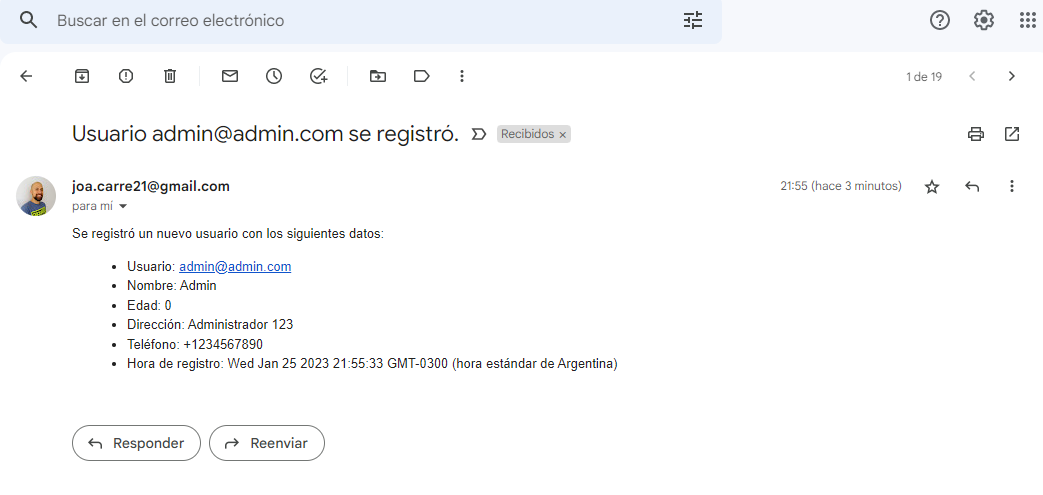 Buscar en el correo electrónico
1 de 19
Usuario admin@admin.com se registró.
Recibidos ×
joa.carre21@gmail.com
21:55 (hace 3 minutos)
para mí
Se registró un nuevo usuario con los siguientes datos:
• Usuario: admin@admin.com
• Nombre: Admin
• Edad: 0
• Dirección: Administrador 123
• Teléfono: +1234567890
• Hora de registro: Wed Jan 25 2023 21:55:33 GMT-0300 (hora estándar de Argentina)
Responder
Reenviar